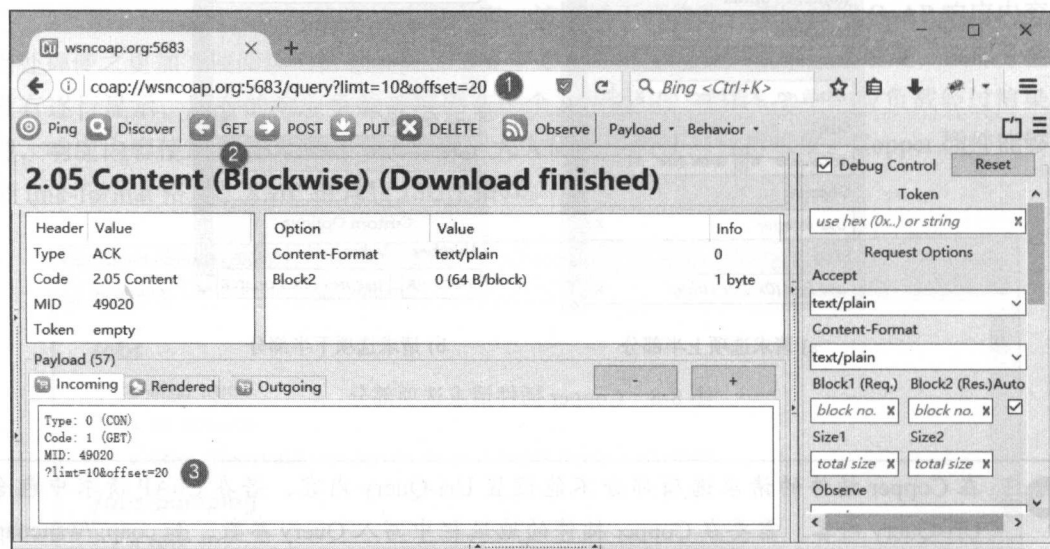 wsncoap.org:5683
coap://wsncoap.org:5683/query?limt=10&offset=20 1 Bing <Ctrl+K>
Ping Discover GET POST PUT DELETE Observe Payload Behavior
2
2.05 Content (Blockwise) (Download finished)
Header Value
Type ACK
Code 2.05 Content
MID 49020
Token empty
Option Value Info
Content-Format text/plain 0
Block2 0 (64 B/block) 1 byte
Payload (57)
Incoming Rendered Outgoing
- +
Type: 0 (CON)
Code: 1 (GET)
MID: 49020
?limt=10&offset=20 3
Debug Control Reset
Token
use hex (0x..) or string x
Request Options
Accept
text/plain
Content-Format
text/plain
Block1 (Req.) Block2 (Res.) Auto
block no. x block no. x
Size1 Size2
total size x total size x
Observe